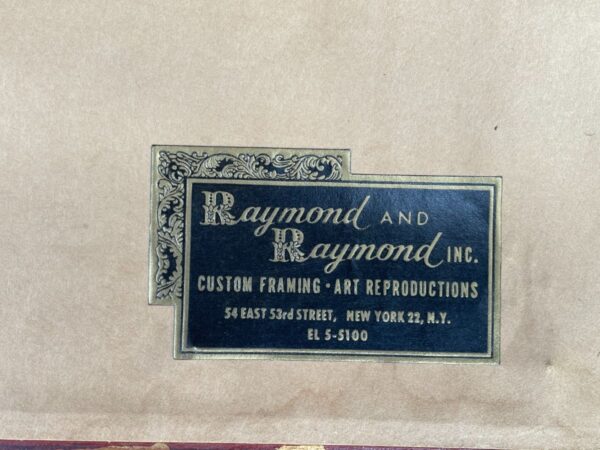 Raymond AND
Raymond INC.
CUSTOM FRAMING · ART REPRODUCTIONS
54 EAST 53rd STREET, NEW YORK 22, N.Y.
EL 5-5100